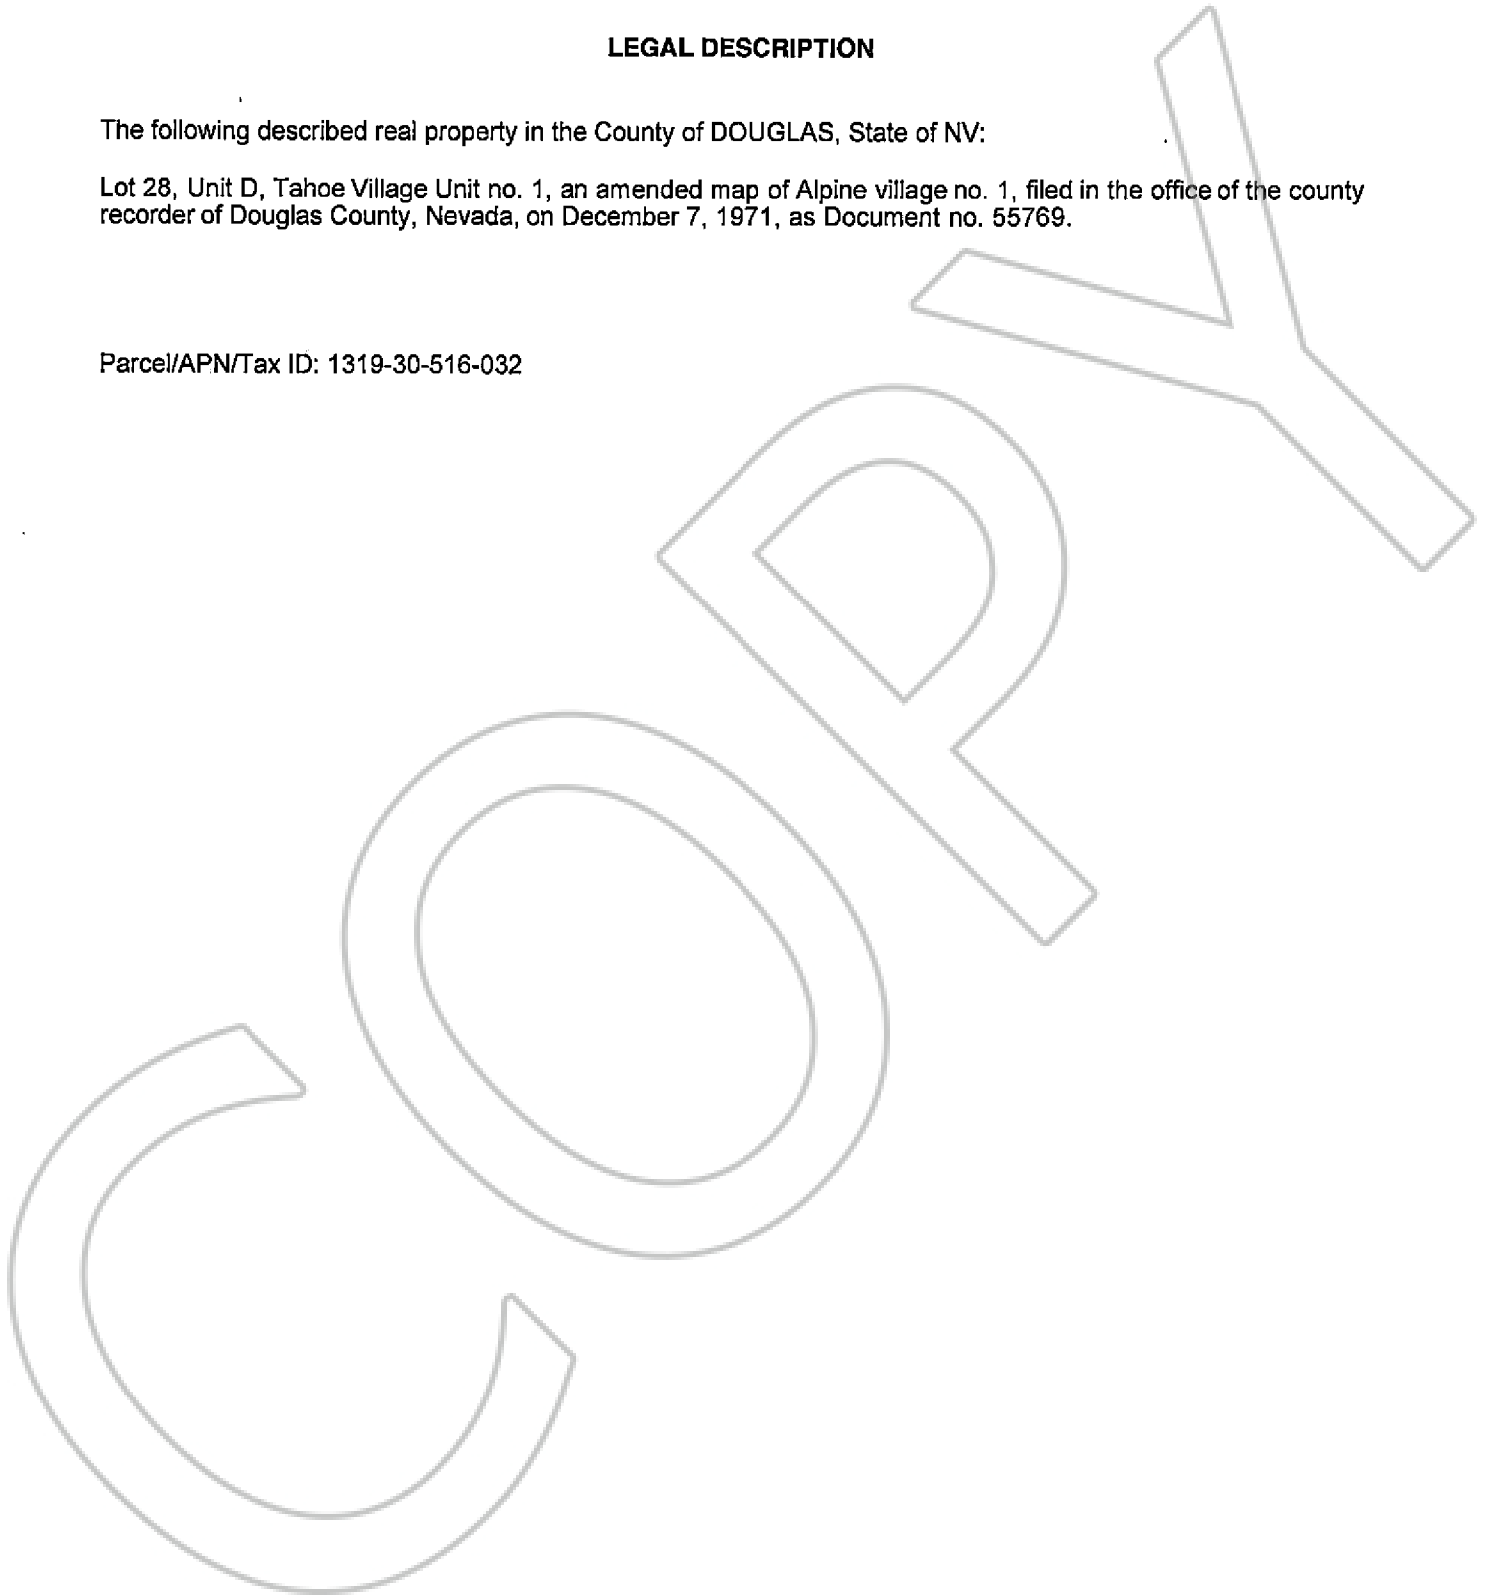 LEGAL DESCRIPTION
The following described real property in the County of DOUGLAS, State of NV:
Lot 28, Unit D, Tahoe Village Unit no. 1, an amended map of Alpine village no. 1, filed in the office of the county
recorder of Douglas County, Nevada, on December 7, 1971, as Document no. 55769.
Parcel/APN/Tax ID: 1319-30-516-032
COPY